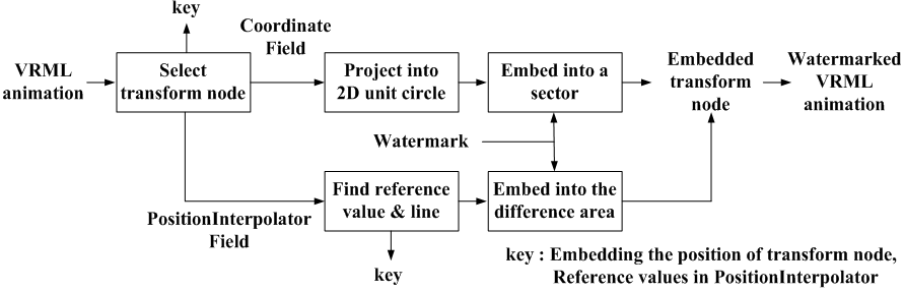 key
Coordinate
Field
VRML
animation
Select
transform node
Project into
2D unit circle
Embed into a
sector
Embedded
transform
node
Watermarked
VRML
animation
Watermark
PositionInterpolator
Field
Find reference
value & line
Embed into the
difference area
key
key : Embedding the position of transform node,
Reference values in PositionInterpolator